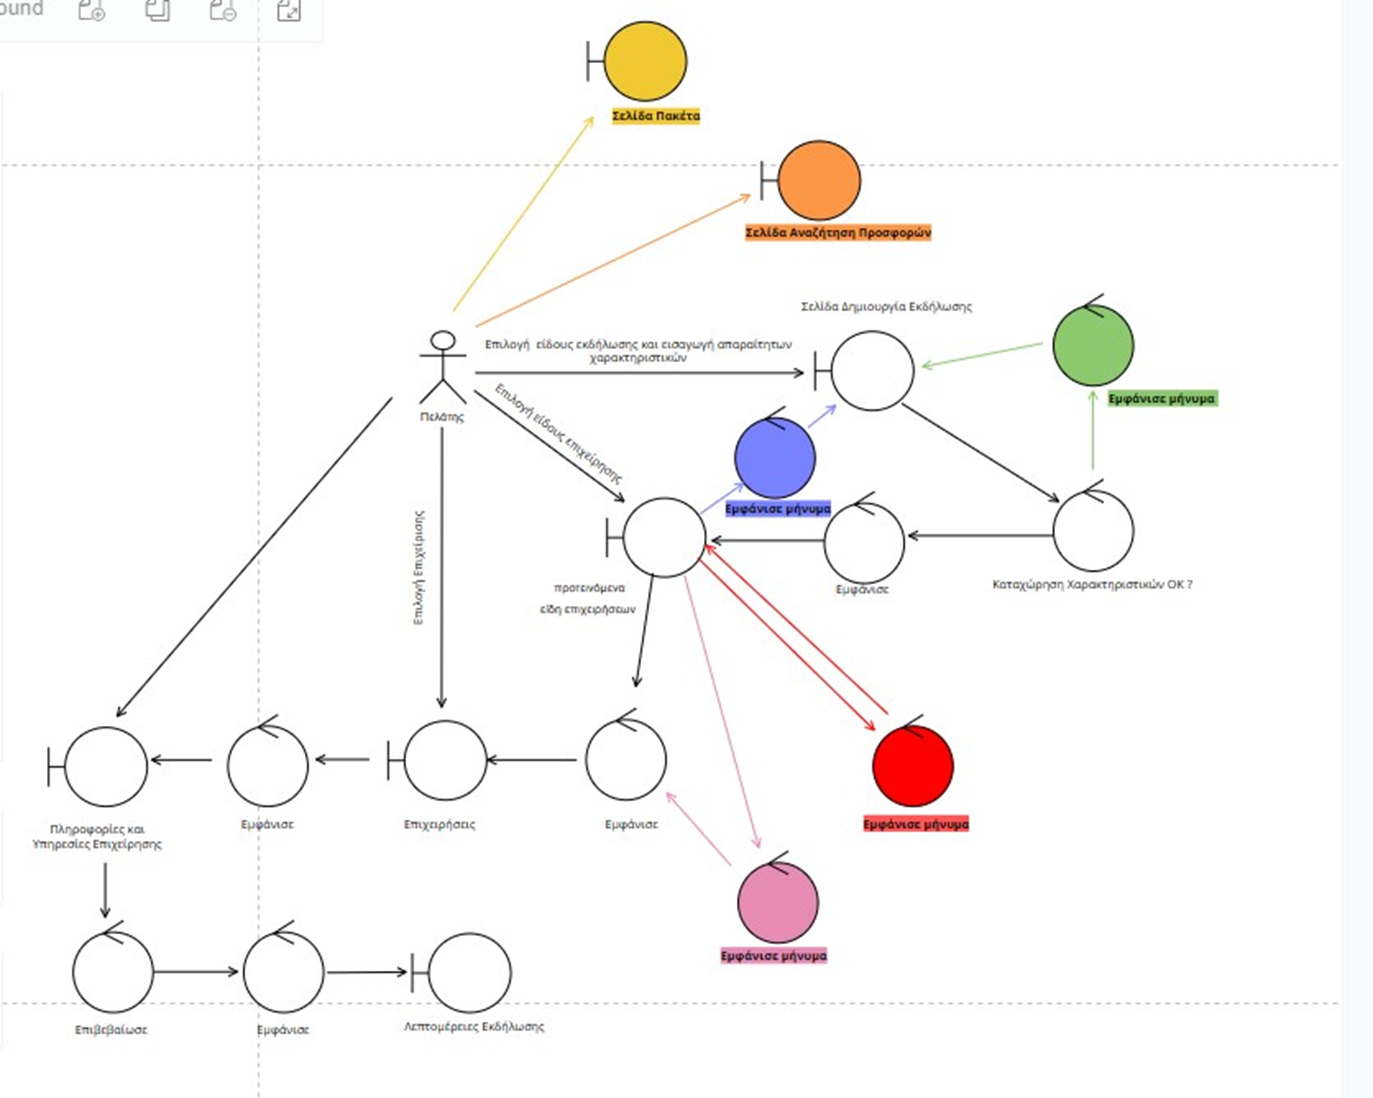 ound
Σελίδα Πακέτα
Σελίδα Αναζήτηση Προσφορών
Σελίδα Δημιουργία Εκδήλωσης
Επιλογή είδους εκδήλωσης και εισαγωγή απαραίτητων
χαρακτηριστικών
Εμφάνισε μήνυμα
Πελάτης
Επιλογή είδους επιχείρησης
Εμφάνισε μήνυμα
Επιλογή Επιχείρισης
προτεινόμενα
είδη επιχειρήσεων
Εμφάνισε
Καταχώρηση Χαρακτηριστικών ΟΚ ?
Πληροφορίες και
Υπηρεσίες Επιχείρησης
Εμφάνισε
Επιχειρήσεις
Εμφάνισε
Εμφάνισε μήνυμα
Εμφάνισε μήνυμα
Επιβεβαίωσε
Εμφάνισε
Λεπτομέρειες Εκδήλωσης